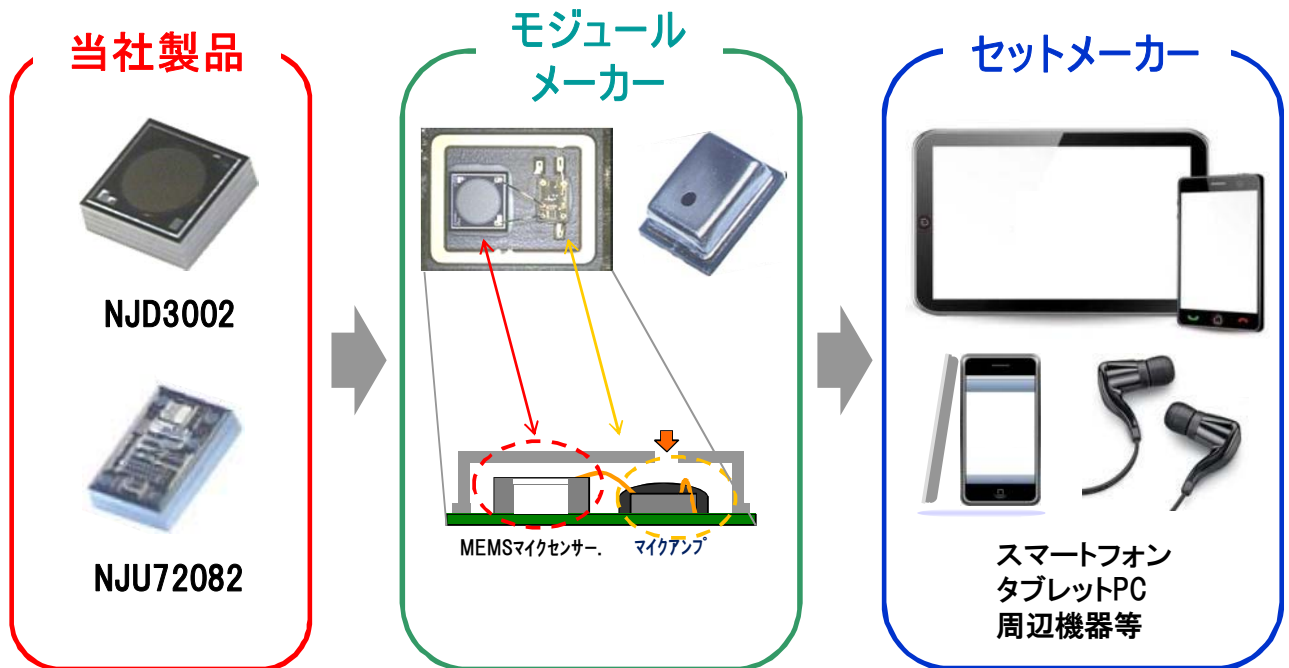 当社製品
NJD3002
NJU72082
モジュール
メーカー
MEMSマイクセンサー.
マイクアンプ
セットメーカー
スマートフォン
タブレットPC
周辺機器等